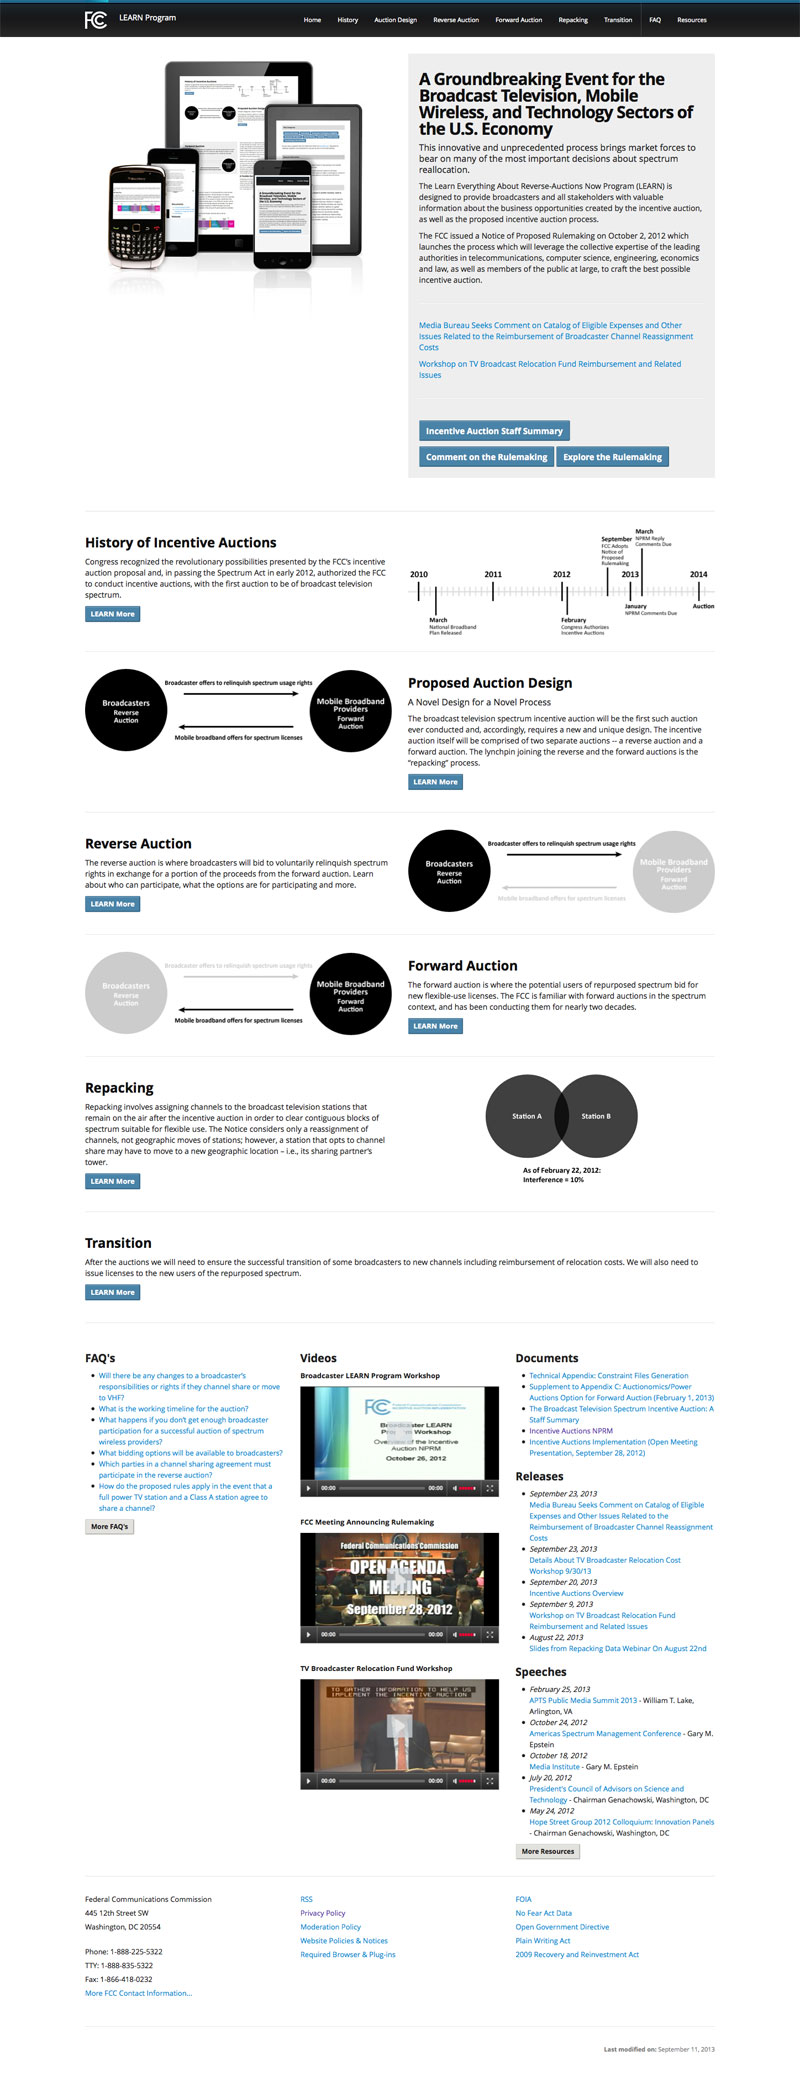 FCC LEARN Program
Home History Auction Design Reverse Auction Forward Auction Repacking Transition FAQ Resources
A Groundbreaking Event for the
Broadcast Television, Mobile
Wireless, and Technology Sectors of
the U.S. Economy
This innovative and unprecedented process brings market forces to
bear on many of the most important decisions about spectrum
reallocation.
The Learn Everything About Reverse-Auctions Now Program (LEARN) is
designed to provide broadcasters and all stakeholders with valuable
information about the business opportunities created by the incentive auction,
as well as the proposed incentive auction process.
The FCC issued a Notice of Proposed Rulemaking on October 2, 2012 which
launches the process which will leverage the collective expertise of the leading
authorities in telecommunications, computer science, engineering, economics
and law, as well as members of the public at large, to craft the best possible
incentive auction.
Media Bureau Seeks Comment on Catalog of Eligible Expenses and Other
Issues Related to the Reimbursement of Broadcaster Channel Reassignment
Costs
Workshop on TV Broadcast Relocation Fund Reimbursement and Related
Issues
Incentive Auction Staff Summary
Comment on the Rulemaking Explore the Rulemaking
History of Incentive Auctions
Congress recognized the revolutionary possibilities presented by the FCC's incentive
auction proposal and, in passing the Spectrum Act in early 2012, authorized the FCC
to conduct incentive auctions, with the first auction to be of broadcast television
spectrum.
LEARN More
March
NPRM Reply
Comments Due
September
FCC Adopts
Notice of
Proposed
Rulemaking
2010 2011 2012 2013 2014
March
National Broadband
Plan Released
February
Congress Authorizes
Incentive Auctions
January
NPRM Comments Due
Auction
Broadcasters
Reverse
Auction
Broadcaster offers to relinquish spectrum usage rights
Mobile broadband offers for spectrum licenses
Mobile Broadband
Providers
Forward
Auction
Proposed Auction Design
A Novel Design for a Novel Process
The broadcast television spectrum incentive auction will be the first such auction
ever conducted and, accordingly, requires a new and unique design. The incentive
auction itself will be comprised of two separate auctions -- a reverse auction and a
forward auction. The lynchpin joining the reverse and the forward auctions is the
"repacking" process.
LEARN More
Reverse Auction
The reverse auction is where broadcasters will bid to voluntarily relinquish spectrum
rights in exchange for a portion of the proceeds from the forward auction. Learn
about who can participate, what the options are for participating and more.
LEARN More
Broadcasters
Reverse
Auction
Broadcaster offers to relinquish spectrum usage rights
Mobile broadband offers for spectrum licenses
Mobile Broadband
Providers
Forward
Auction
Broadcasters
Reverse
Auction
Broadcaster offers to relinquish spectrum usage rights
Mobile broadband offers for spectrum licenses
Mobile Broadband
Providers
Forward
Auction
Forward Auction
The forward auction is where the potential users of repurposed spectrum bid for
new flexible-use licenses. The FCC is familiar with forward auctions in the spectrum
context, and has been conducting them for nearly two decades.
LEARN More
Repacking
Repacking involves assigning channels to the broadcast television stations that
remain on the air after the incentive auction in order to clear contiguous blocks of
spectrum suitable for flexible use. The Notice considers only a reassignment of
channels, not geographic moves of stations; however, a station that opts to channel
share may have to move to a new geographic location – i.e., its sharing partner's
tower.
LEARN More
Station A Station B
As of February 22, 2012:
Interference = 10%
Transition
After the auctions we will need to ensure the successful transition of some broadcasters to new channels including reimbursement of relocation costs. We will also need to
issue licenses to the new users of the repurposed spectrum.
LEARN More
FAQ's
Will there be any changes to a broadcaster's
responsibilities or rights if they channel share or move
to VHF?
What is the working timeline for the auction?
What happens if you don't get enough broadcaster
participation for a successful auction of spectrum
wireless providers?
What bidding options will be available to broadcasters?
Which parties in a channel sharing agreement must
participate in the reverse auction?
How do the proposed rules apply in the event that a
full power TV station and a Class A station agree to
share a channel?
More FAQ's
Videos
Broadcaster LEARN Program Workshop
FCC
Broadcaster LEARN
Program Workshop
Overview of the Incentive
Auction NPRM
October 26, 2012
00:00 00:00
FCC Meeting Announcing Rulemaking
Federal Communications Commission
OPEN AGENDA
MEETING
September 28, 2012
00:00 00:00
TV Broadcaster Relocation Fund Workshop
TO GATHER INFORMATION TO HELP US
IMPLEMENT THE INCENTIVE AUCTION
00:00 00:00
Documents
Technical Appendix: Constraint Files Generation
Supplement to Appendix C: Auctionomics/Power
Auctions Option for Forward Auction (February 1, 2013)
The Broadcast Television Spectrum Incentive Auction: A
Staff Summary
Incentive Auctions NPRM
Incentive Auctions Implementation (Open Meeting
Presentation, September 28, 2012)
Releases
September 23, 2013
Media Bureau Seeks Comment on Catalog of Eligible
Expenses and Other Issues Related to the
Reimbursement of Broadcaster Channel Reassignment
Costs
September 23, 2013
Details About TV Broadcaster Relocation Cost
Workshop 9/30/13
September 20, 2013
Incentive Auctions Overview
September 9, 2013
Workshop on TV Broadcast Relocation Fund
Reimbursement and Related Issues
August 22, 2013
Slides from Repacking Data Webinar On August 22nd
Speeches
February 25, 2013
APTS Public Media Summit 2013 - William T. Lake,
Arlington, VA
October 24, 2012
Americas Spectrum Management Conference - Gary M.
Epstein
October 18, 2012
Media Institute - Gary M. Epstein
July 20, 2012
President's Council of Advisors on Science and
Technology - Chairman Genachowski, Washington, DC
May 24, 2012
Hope Street Group 2012 Colloquium: Innovation Panels
- Chairman Genachowski, Washington, DC
More Resources
Federal Communications Commission
445 12th Street SW
Washington, DC 20554
Phone: 1-888-225-5322
TTY: 1-888-835-5322
Fax: 1-866-418-0232
More FCC Contact Information...
RSS
Privacy Policy
Moderation Policy
Website Policies & Notices
Required Browser & Plug-ins
FOIA
No Fear Act Data
Open Government Directive
Plain Writing Act
2009 Recovery and Reinvestment Act
Last modified on: September 11, 2013